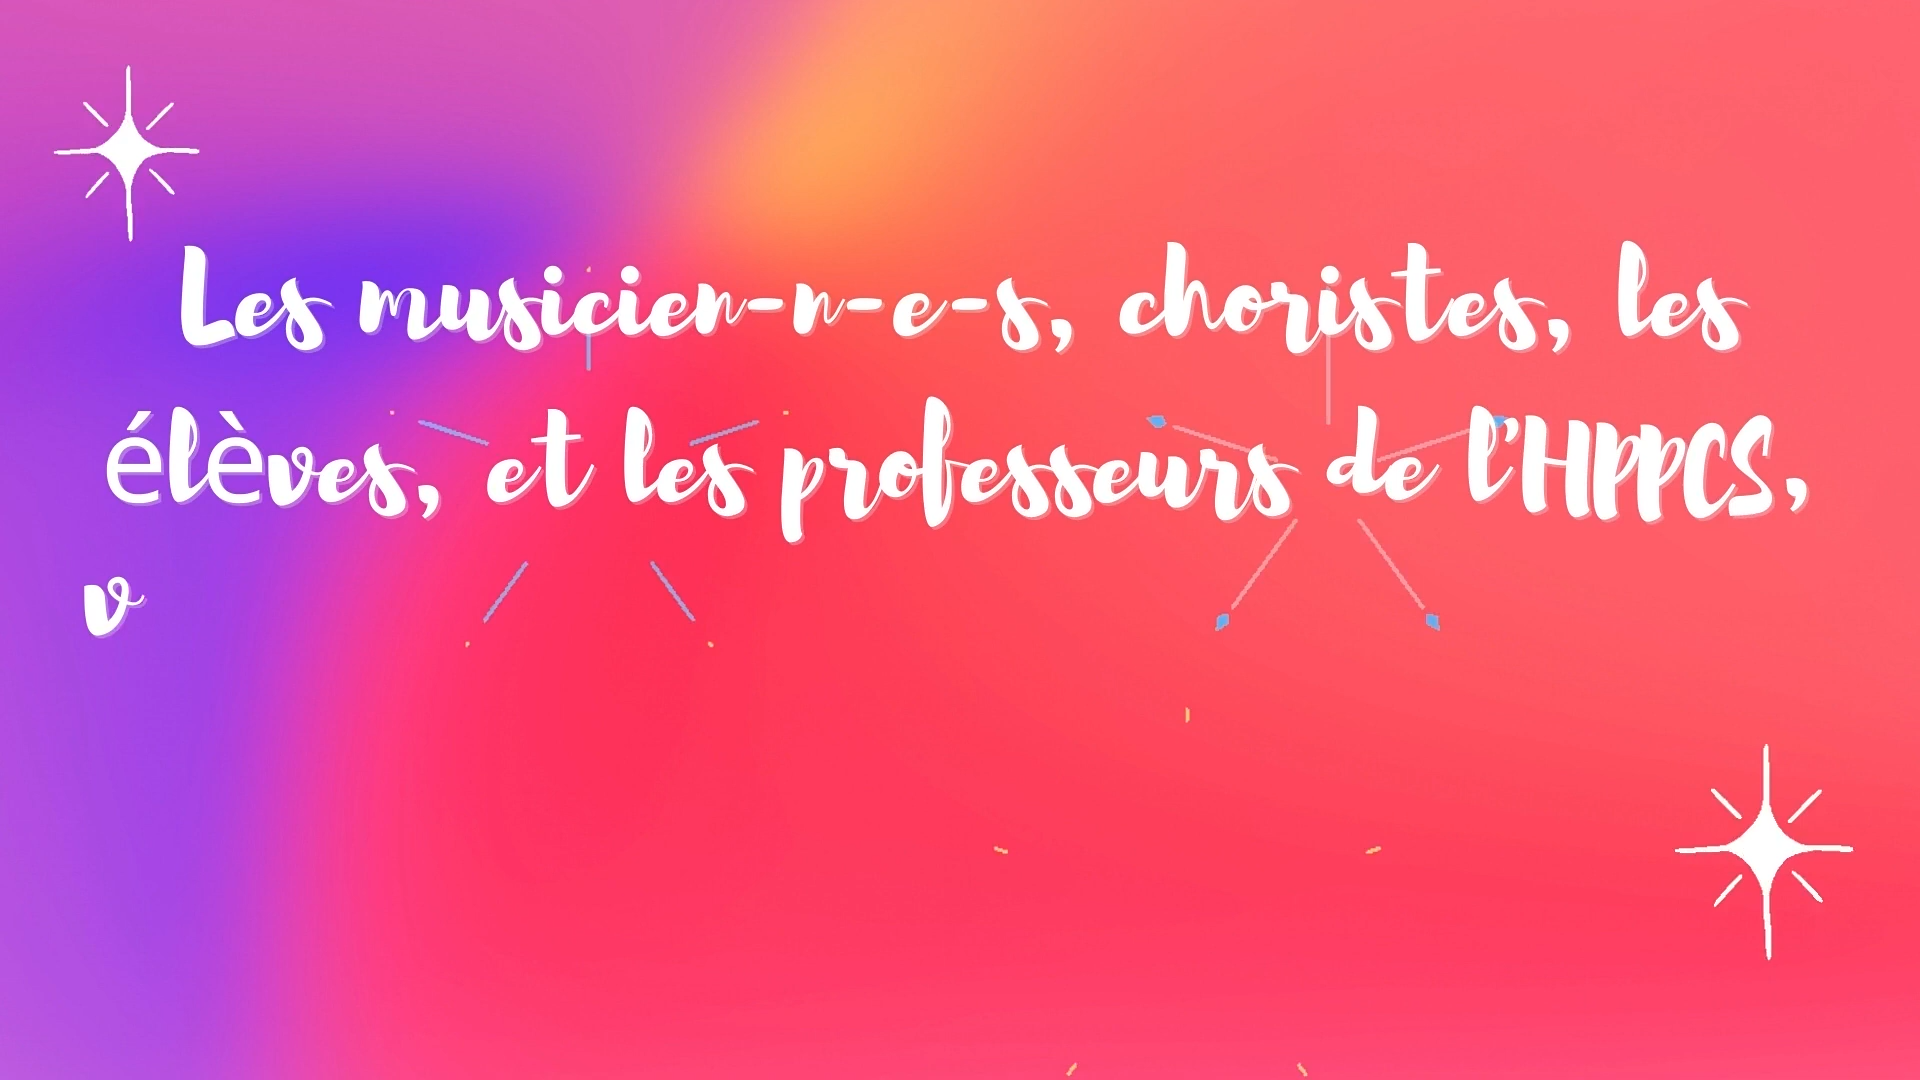 Les musicien-n-e-s, choristes, les
élèves, et les professeurs de l'HPPCS,
v